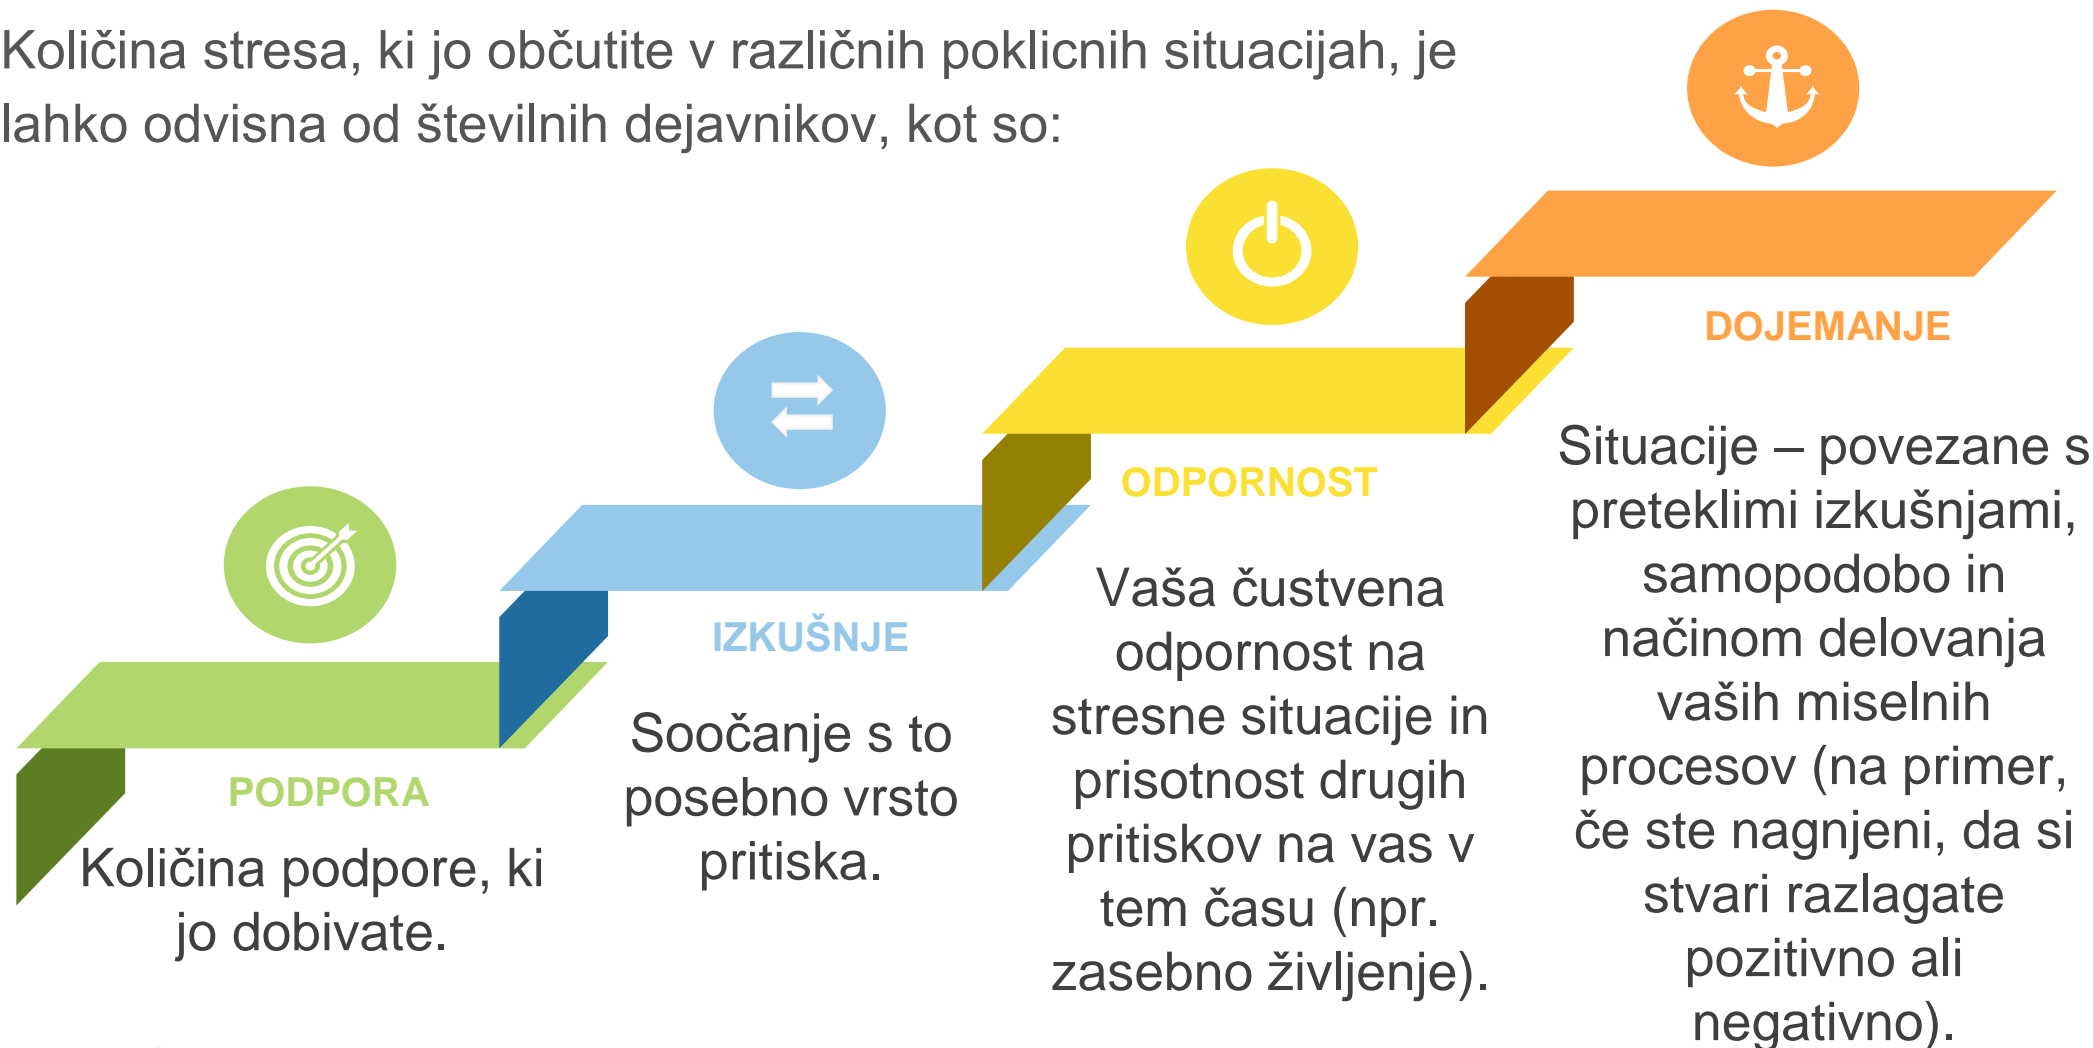 Količina stresa, ki jo občutite v različnih poklicnih situacijah, je
lahko odvisna od številnih dejavnikov, kot so:
PODPORA
Količina podpore, ki
jo dobivate.
IZKUŠNJE
Soočanje s to
posebno vrsto
pritiska.
ODPORNOST
Vaša čustvena
odpornost na
stresne situacije in
prisotnost drugih
pritiskov na vas v
tem času (npr.
zasebno življenje).
DOJEMANJE
Situacije – povezane s
preteklimi izkušnjami,
samopodobo in
načinom delovanja
vaših miselnih
procesov (na primer,
če ste nagnjeni, da si
stvari razlagate
pozitivno ali
negativno).